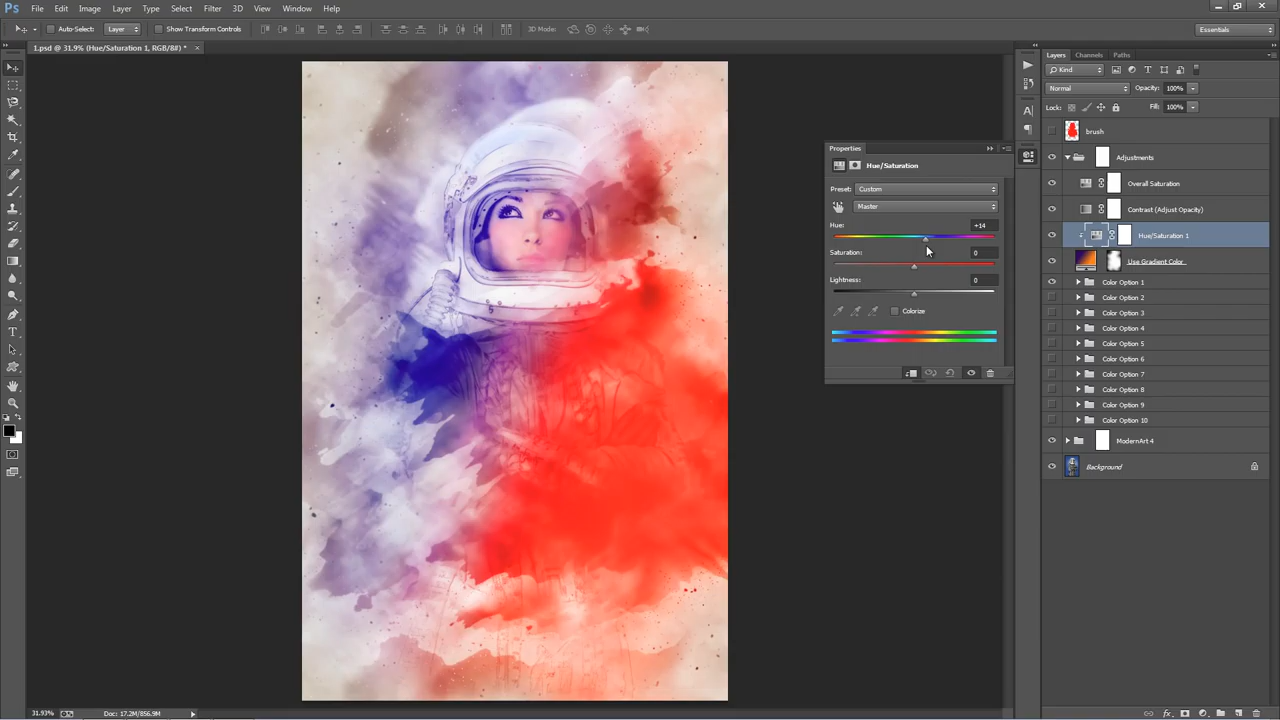 Ps File Edit Image Layer Type Select Filter 3D View Window Help
Auto-Select: Layer Show Transform Controls 3D Mode: Essentials
1.psd @ 31.9% (Hue/Saturation 1, RGB/8#) * ×
Properties
Hue/Saturation
Preset: Custom
Master
Hue: +14
Saturation: 0
Lightness: 0
Colorize
Layers Channels Paths
Kind
Normal Opacity: 100%
Lock: Fill: 100%
brush
Adjustments
Overall Saturation
Contrast (Adjust Opacity)
Hue/Saturation 1
Use Gradient Color
Color Option 1
Color Option 2
Color Option 3
Color Option 4
Color Option 5
Color Option 6
Color Option 7
Color Option 8
Color Option 9
Color Option 10
ModernArt 4
Background
31.93% Doc: 17.2M/856.9M